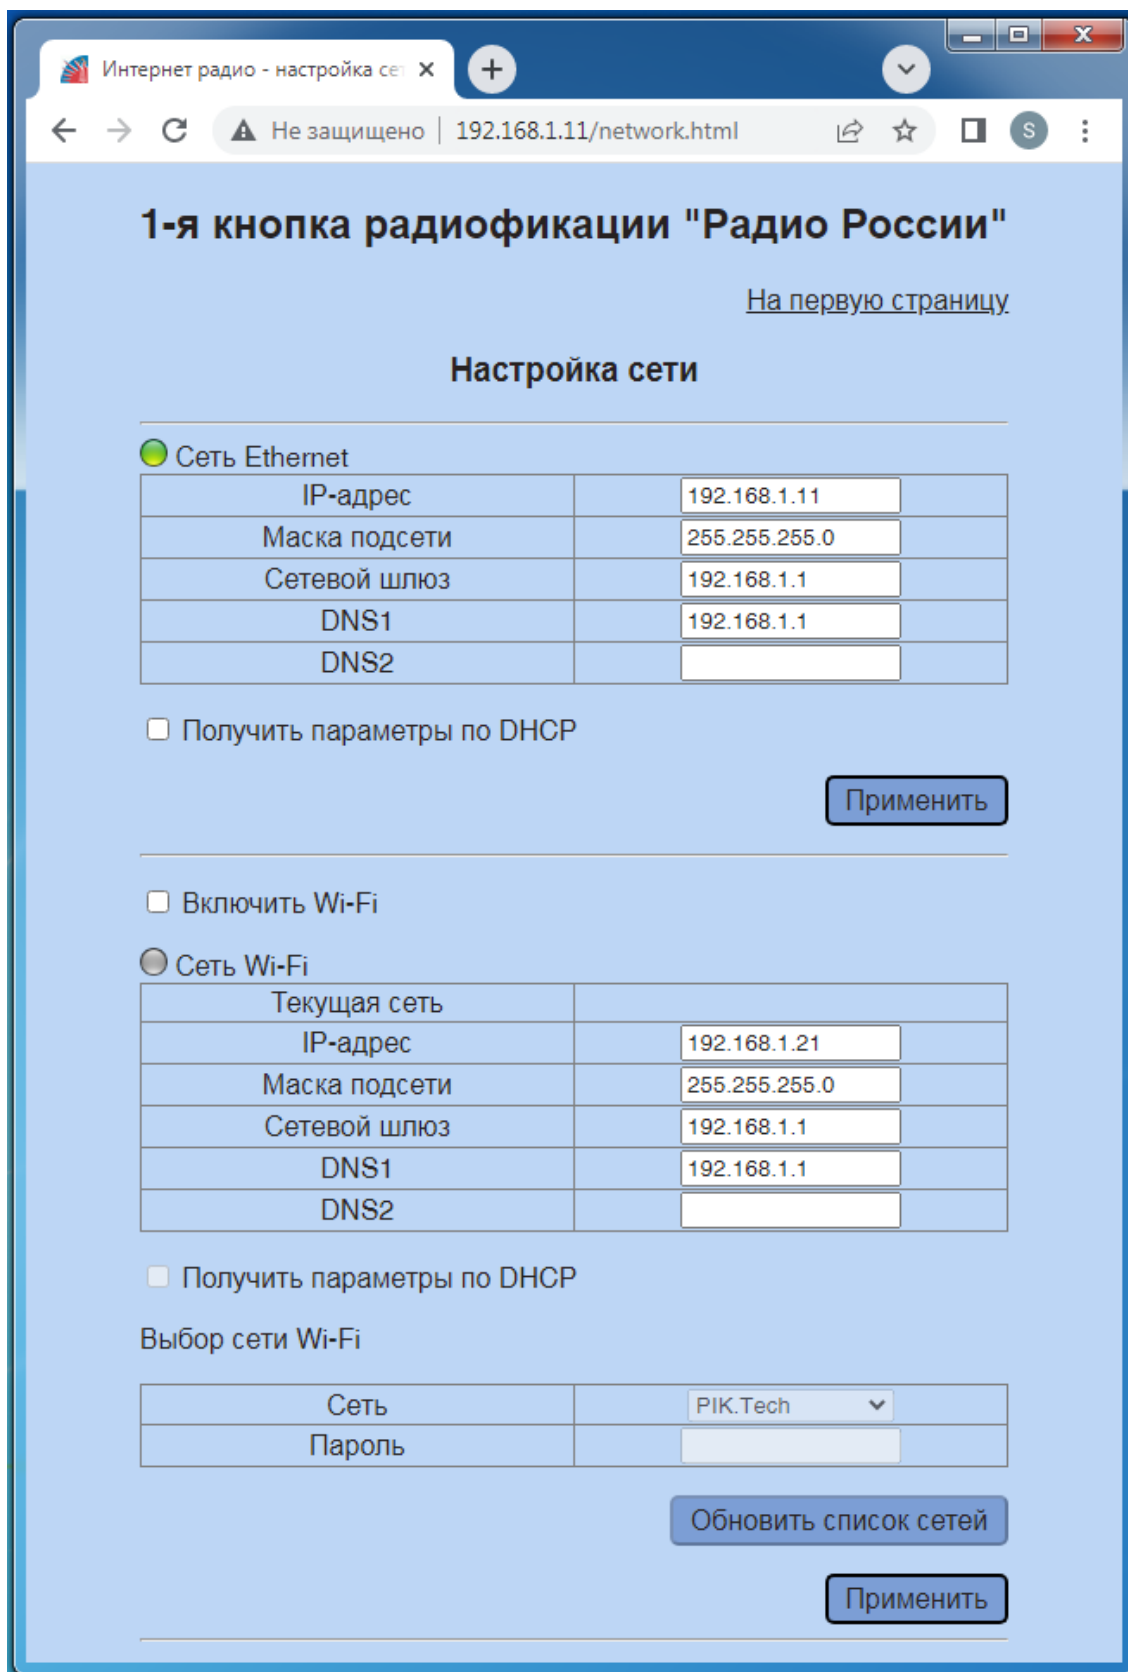 Интернет радио - настройка сет
Не защищено 192.168.1.11/network.html
S
1-я кнопка радиофикации "Радио России"
На первую страницу
Настройка сети
Сеть Ethernet
IP-адрес 192.168.1.11
Маска подсети 255.255.255.0
Сетевой шлюз 192.168.1.1
DNS1 192.168.1.1
DNS2
Получить параметры по DHCP
Применить
Включить Wi-Fi
Сеть Wi-Fi
Текущая сеть
IP-адрес 192.168.1.21
Маска подсети 255.255.255.0
Сетевой шлюз 192.168.1.1
DNS1 192.168.1.1
DNS2
Получить параметры по DHCP
Выбор сети Wi-Fi
Сеть PIK.Tech
Пароль
Обновить список сетей
Применить